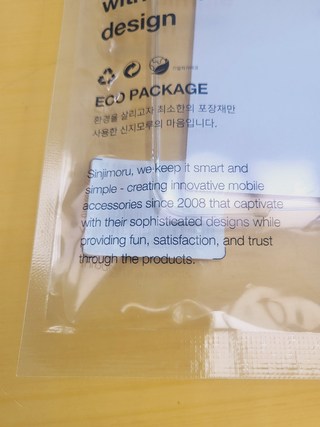 with
design
ECO PACKAGE
환경을 살리고자 최소한의 포장재만
사용한 신지모루의 마음입니다.
Sinjimoru, we keep it smart and
simple - creating innovative mobile
accessories since 2008 that captivate
with their sophisticated designs while
providing fun, satisfaction, and trust
through the products.